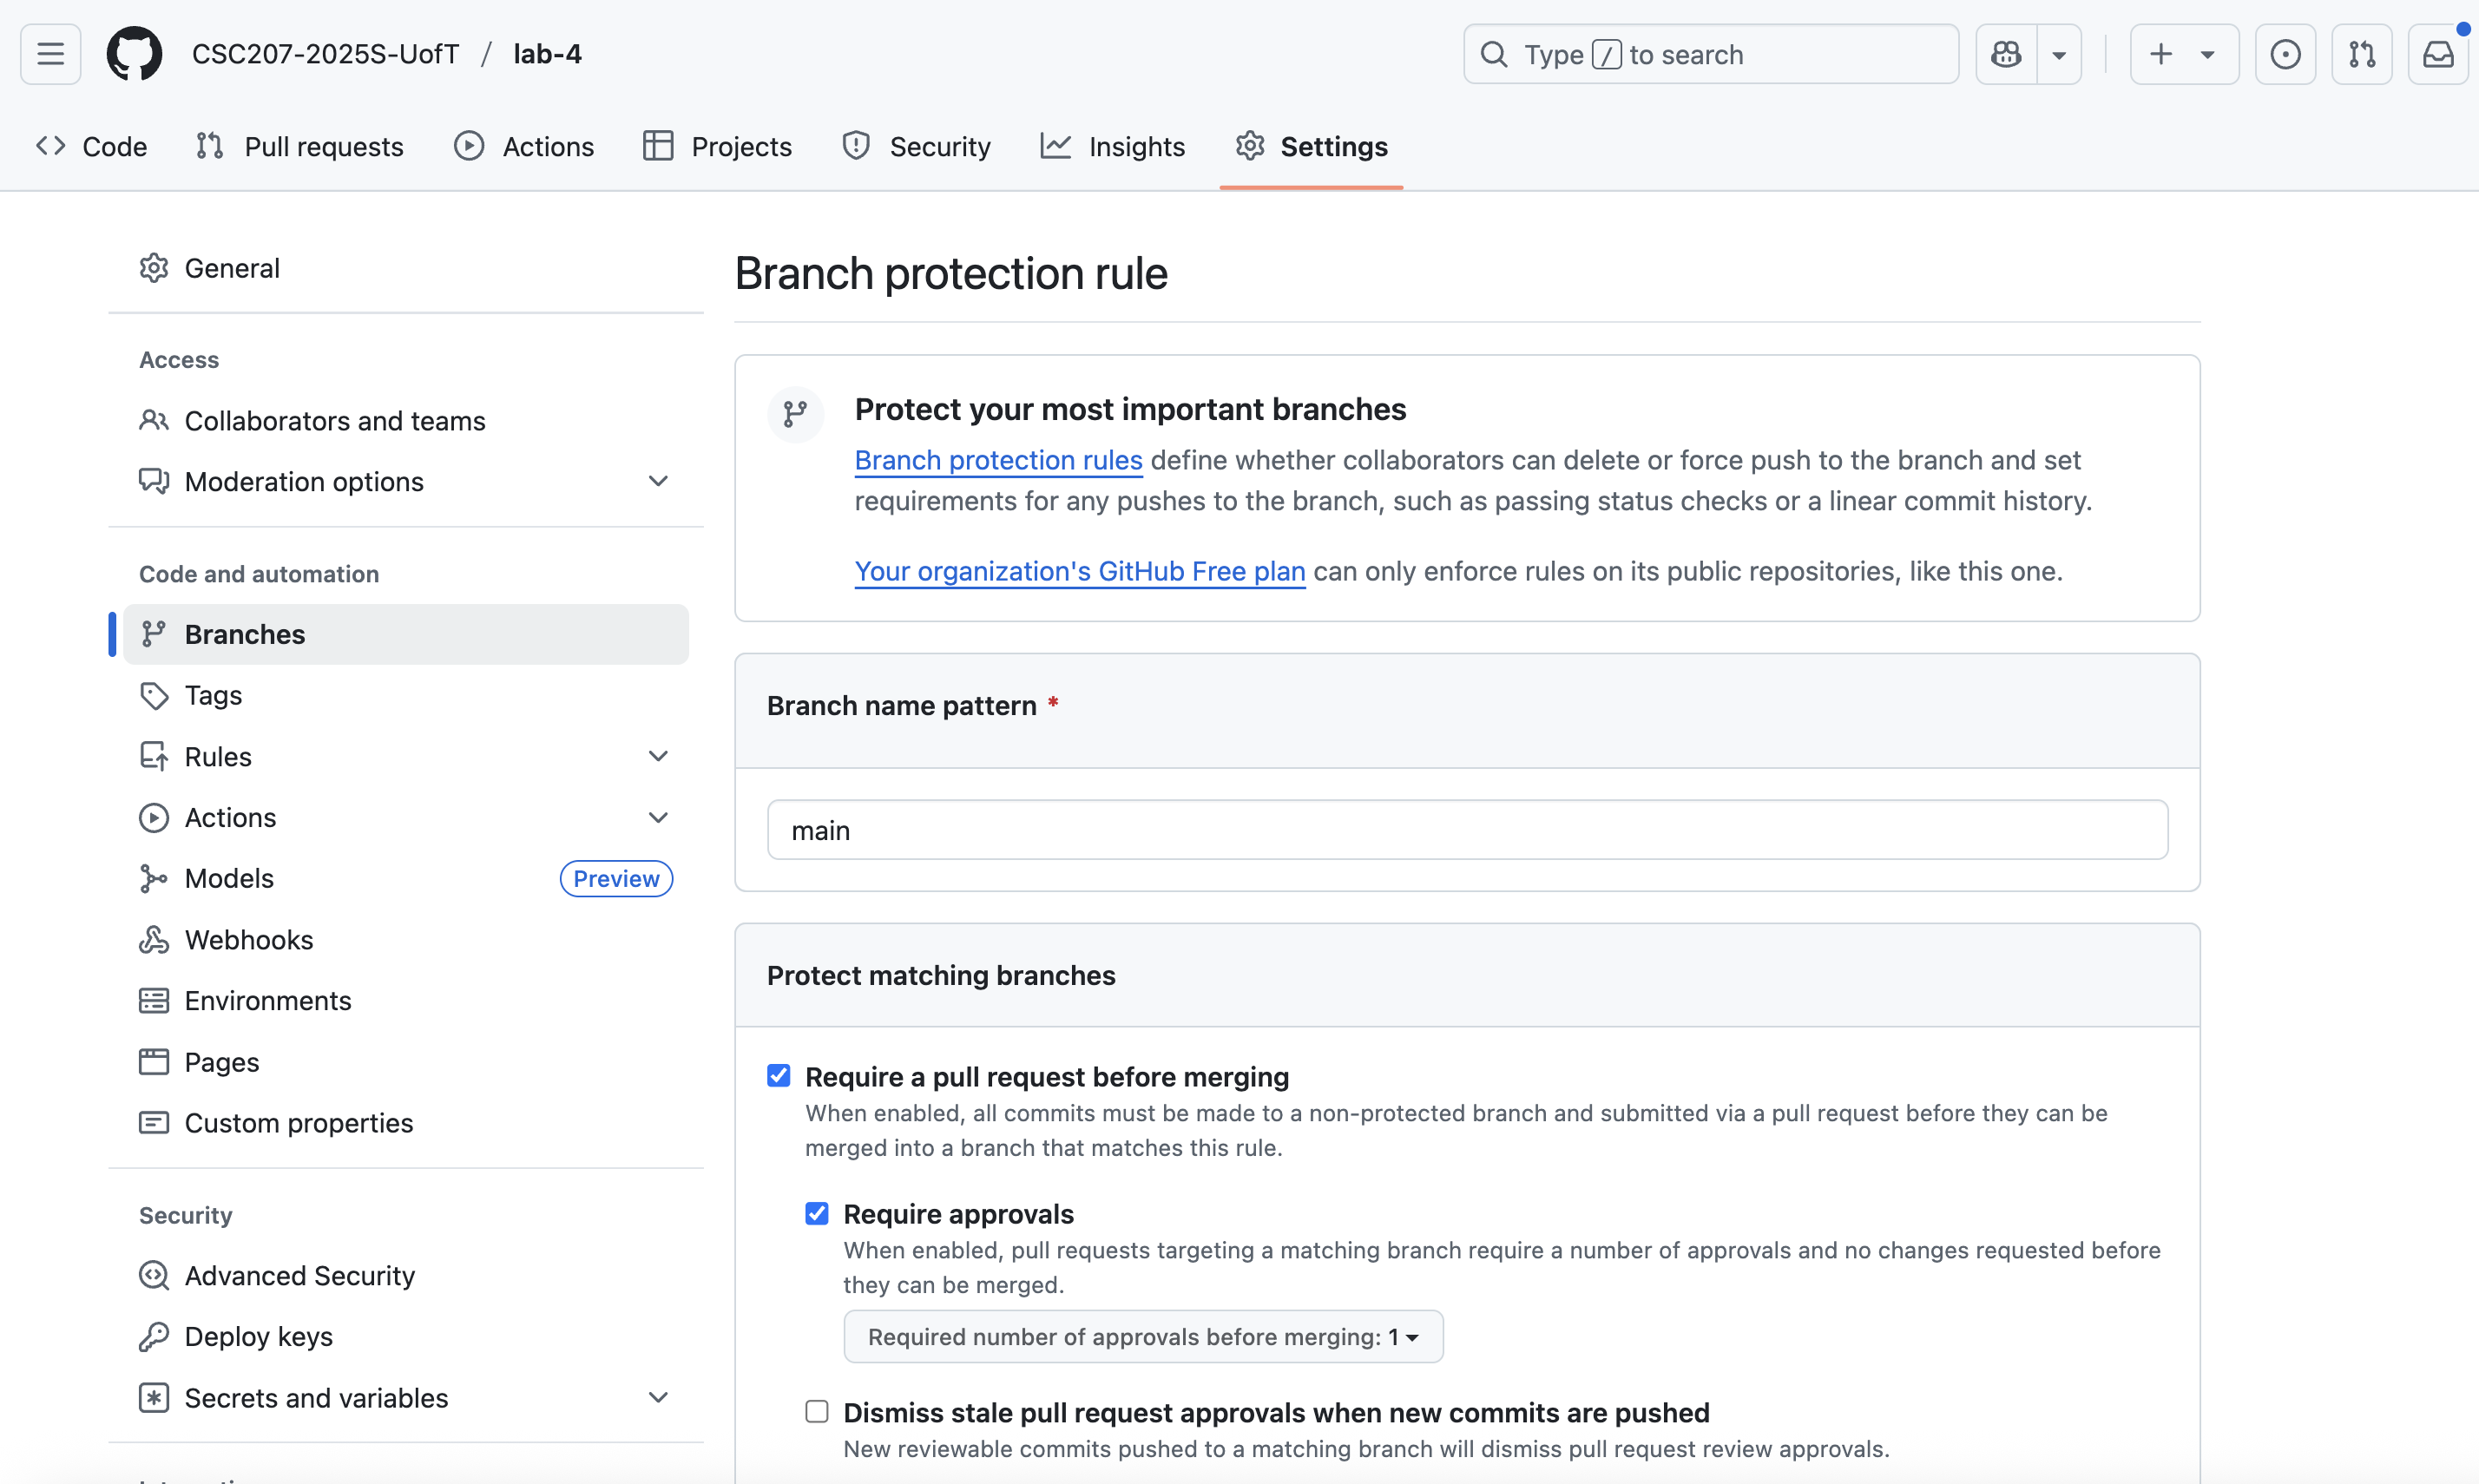 CSC207-2025S-UofT / lab-4
Type / to search
Code
Pull requests
Actions
Projects
Security
Insights
Settings
General
Access
Collaborators and teams
Moderation options
Code and automation
Branches
Tags
Rules
Actions
Models
Preview
Webhooks
Environments
Pages
Custom properties
Security
Advanced Security
Deploy keys
Secrets and variables
Branch protection rule
Protect your most important branches
Branch protection rules define whether collaborators can delete or force push to the branch and set
requirements for any pushes to the branch, such as passing status checks or a linear commit history.
Your organization's GitHub Free plan can only enforce rules on its public repositories, like this one.
Branch name pattern *
main
Protect matching branches
Require a pull request before merging
When enabled, all commits must be made to a non-protected branch and submitted via a pull request before they can be
merged into a branch that matches this rule.
Require approvals
When enabled, pull requests targeting a matching branch require a number of approvals and no changes requested before
they can be merged.
Required number of approvals before merging: 1
Dismiss stale pull request approvals when new commits are pushed
New reviewable commits pushed to a matching branch will dismiss pull request review approvals.